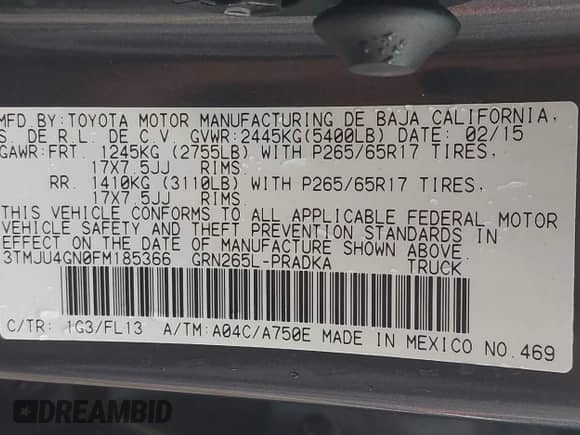 MFD BY:TOYOTA MOTOR MANUFACTURING DE BAJA CALIFORNIA,
S DE R L DE C V GVWR:2445KG(5400LB) DATE: 02/15
GAWR:FRT 1245KG (2755LB) WITH P265/65R17 TIRES,
17X7.5JJ RIMS
RR 1410KG (3110LB) WITH P265/65R17 TIRES,
17X7.5JJ RIMS
THIS VEHICLE CONFORMS TO ALL APPLICABLE FEDERAL MOTOR
VEHICLE SAFETY AND THEFT PREVENTION STANDARDS IN
EFFECT ON THE DATE OF MANUFACTURE SHOWN ABOVE.
3TMJU4GN0FM185366 GRN265L-PRADKA TRUCK
C/TR: 1G3/FL13 A/TM:A04C/A750E MADE IN MEXICO NO.469
DREAMBID